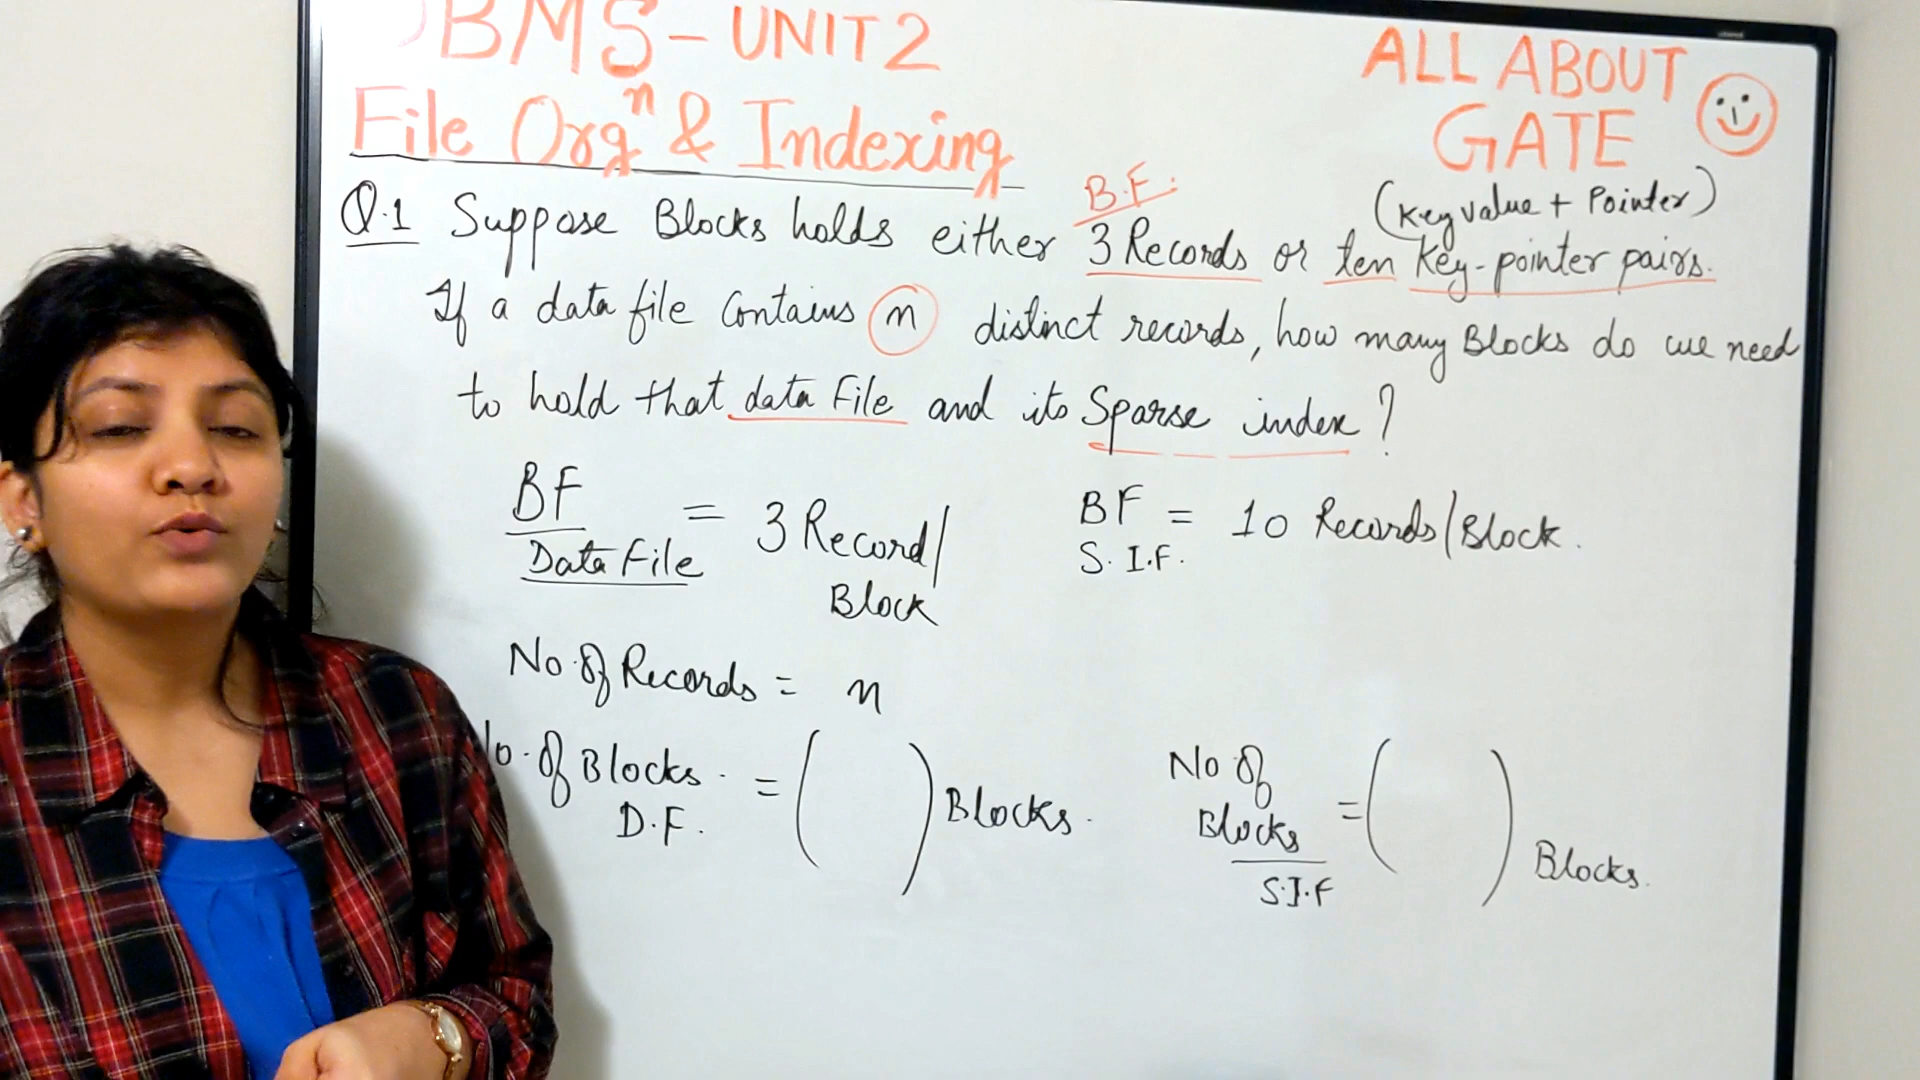 DBMS - UNIT 2
File Orgⁿ & Indexing
ALL ABOUT
GATE
B.F.
(Key value + Pointer)
Q.1 Suppose Blocks holds either 3 Records or ten Key-pointer pairs.
If a data file Contains n distinct records, how many Blocks do we need
to hold that data File and its Sparse index?
BF
Data File = 3 Record/
Block
BF = 10 Records/Block.
S.I.F.
No. of Records = n
No. of Blocks = ( ) Blocks.
D.F.
No of
Blocks = ( ) Blocks.
S.I.F